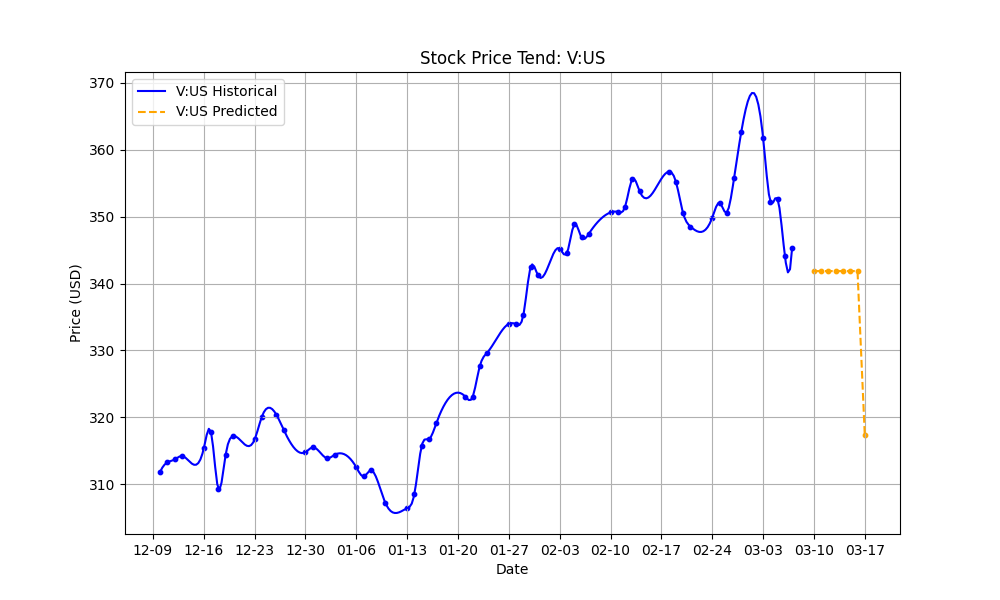 Stock Price Tend: V:US
V:US Historical
V:US Predicted
Price (USD)
370
360
350
340
330
320
310
12-09 12-16 12-23 12-30 01-06 01-13 01-20 01-27 02-03 02-10 02-17 02-24 03-03 03-10 03-17
Date